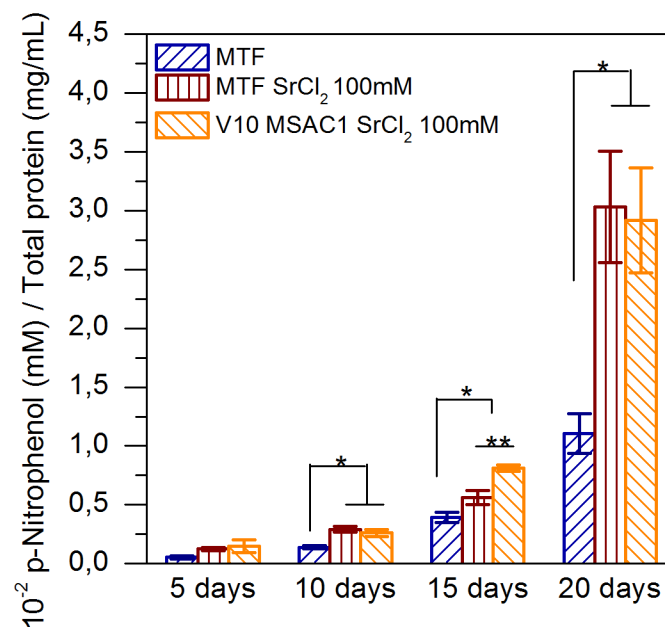 10⁻² p-Nitrophenol (mM) / Total protein (mg/mL)
4,5
4,0
3,5
3,0
2,5
2,0
1,5
1,0
0,5
0,0
MTF
MTF SrCl₂ 100mM
V10 MSAC1 SrCl₂ 100mM
*
*
**
*
5 days 10 days 15 days 20 days